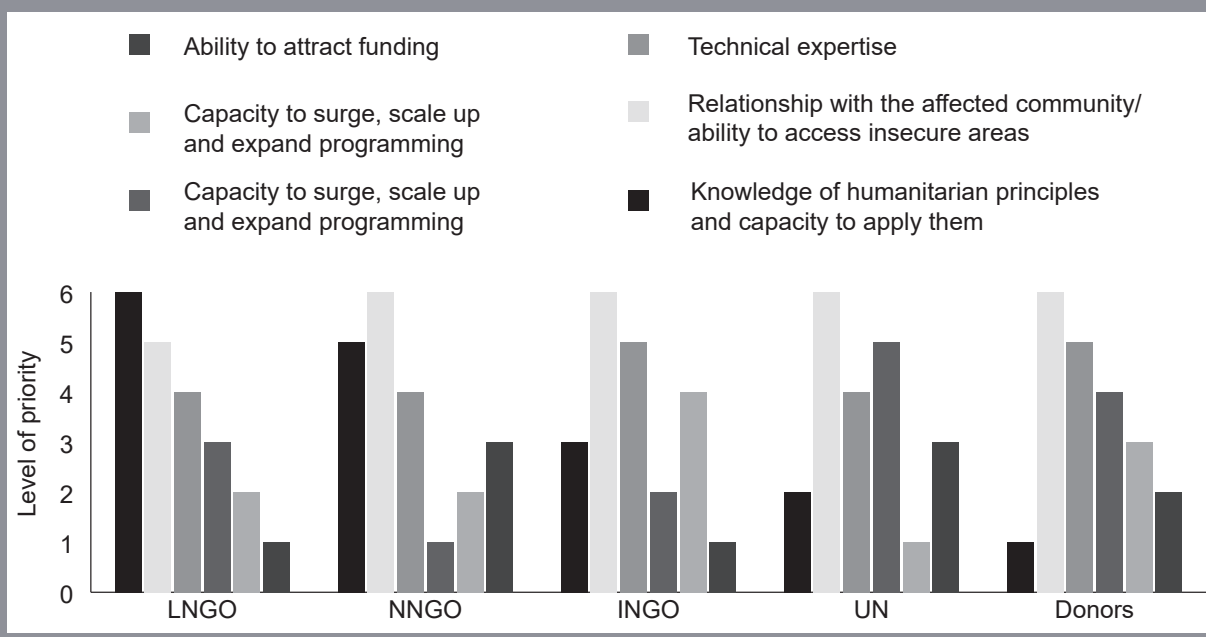 Ability to attract funding
Technical expertise
Capacity to surge, scale up
and expand programming
Relationship with the affected community/
ability to access insecure areas
Capacity to surge, scale up
and expand programming
Knowledge of humanitarian principles
and capacity to apply them
Level of priority
6
5
4
3
2
1
0
LNGO NNGO INGO UN Donors